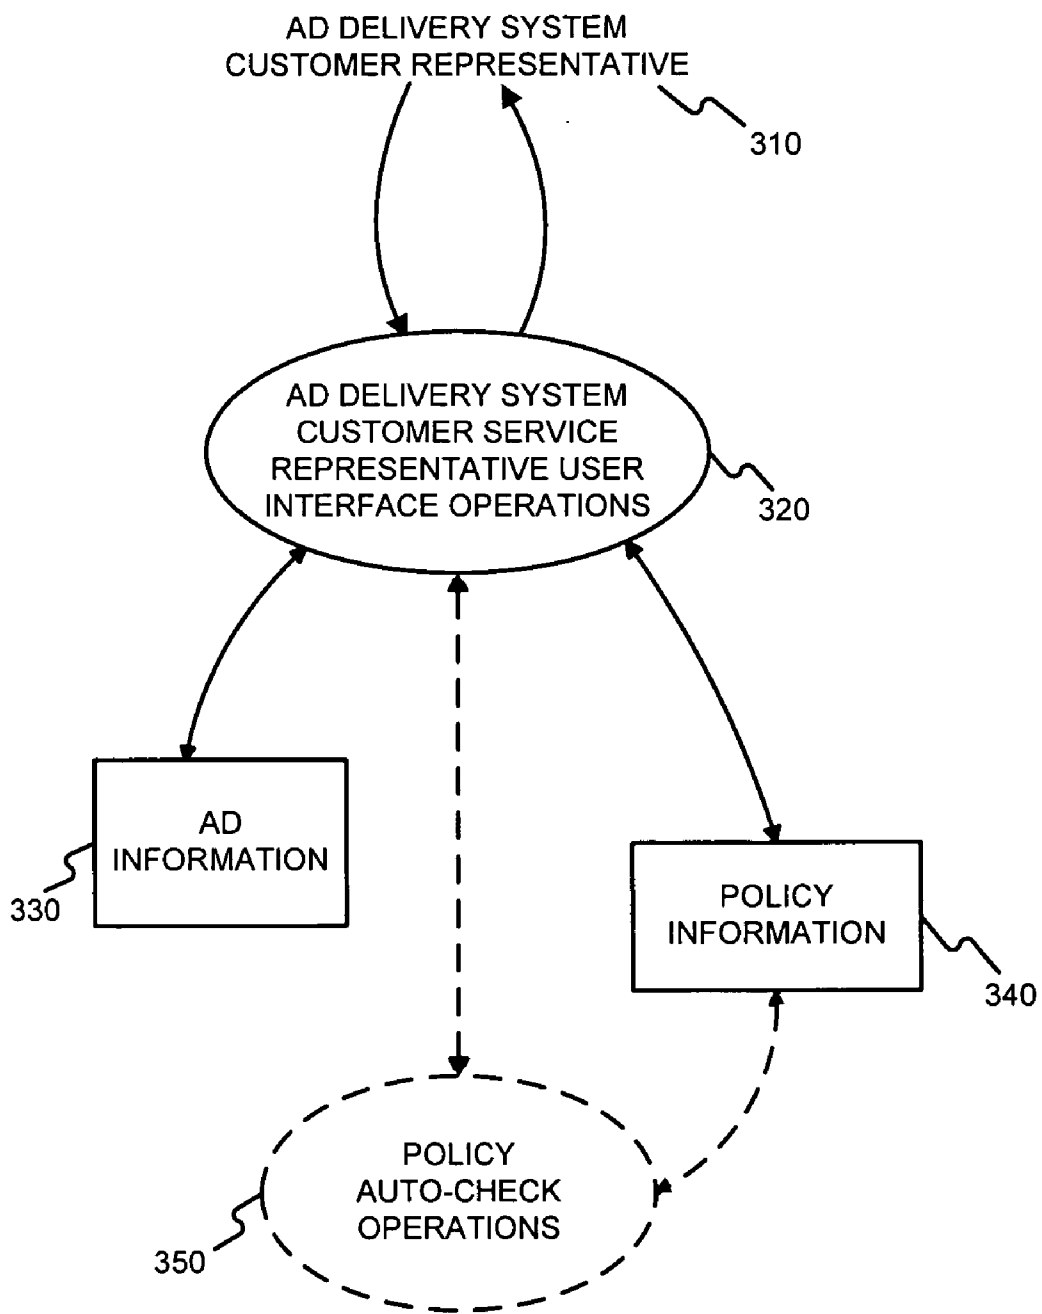 AD DELIVERY SYSTEM
CUSTOMER REPRESENTATIVE
310
AD DELIVERY SYSTEM
CUSTOMER SERVICE
REPRESENTATIVE USER
INTERFACE OPERATIONS
320
AD
INFORMATION
330
POLICY
INFORMATION
340
POLICY
AUTO-CHECK
OPERATIONS
350